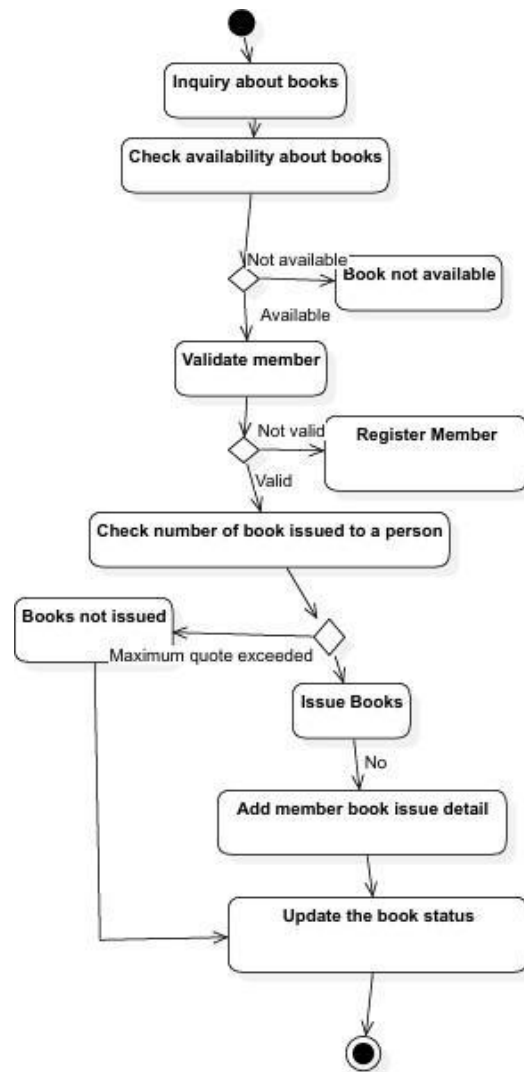 Inquiry about books
Check availability about books
Not available
Book not available
Available
Validate member
Not valid
Register Member
Valid
Check number of book issued to a person
Books not issued
Maximum quote exceeded
Issue Books
No
Add member book issue detail
Update the book status